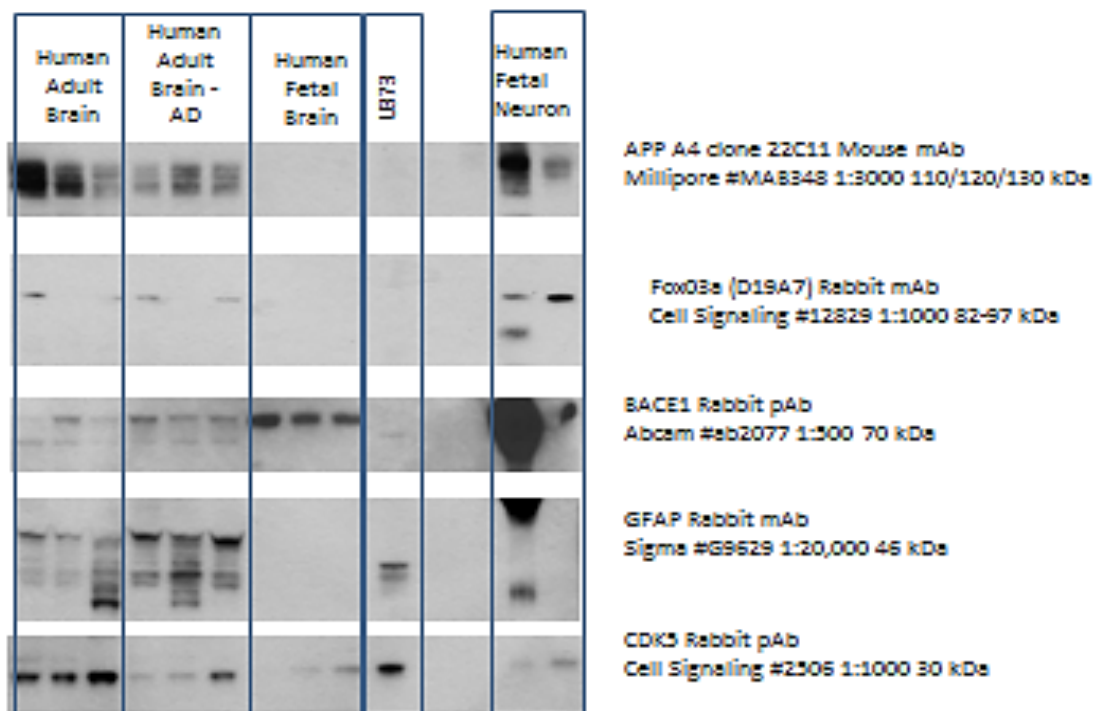 Human
Adult
Brain
Human
Adult
Brain -
AD
Human
Fetal
Brain
Human
Fetal
Neuron
APP A4 clone 22C11 Mouse mAb
Millipore #MAB348 1:3000 110/120/130 kDa
Fox03a (D19A7) Rabbit mAb
Cell Signaling #12829 1:1000 82-97 kDa
BACE1 Rabbit pAb
Abcam #ab2077 1:500 70 kDa
GFAP Rabbit mAb
Sigma #G9629 1:20,000 46 kDa
CDK5 Rabbit pAb
Cell Signaling #2506 1:1000 30 kDa